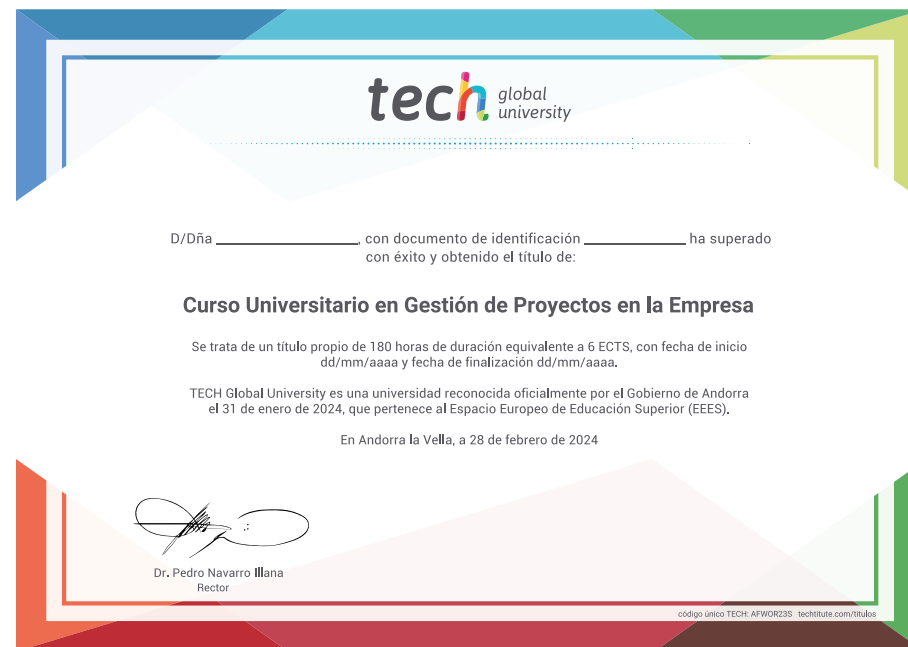 tech global university
D/Dña ____________________, con documento de identificación ______________ ha superado
con éxito y obtenido el título de:
Curso Universitario en Gestión de Proyectos en la Empresa
Se trata de un título propio de 180 horas de duración equivalente a 6 ECTS, con fecha de inicio
dd/mm/aaaa y fecha de finalización dd/mm/aaaa.
TECH Global University es una universidad reconocida oficialmente por el Gobierno de Andorra
el 31 de enero de 2024, que pertenece al Espacio Europeo de Educación Superior (EEES).
En Andorra la Vella, a 28 de febrero de 2024
Dr. Pedro Navarro Illana
Rector
código único TECH: AFWOR23S techtitute.com/titulos